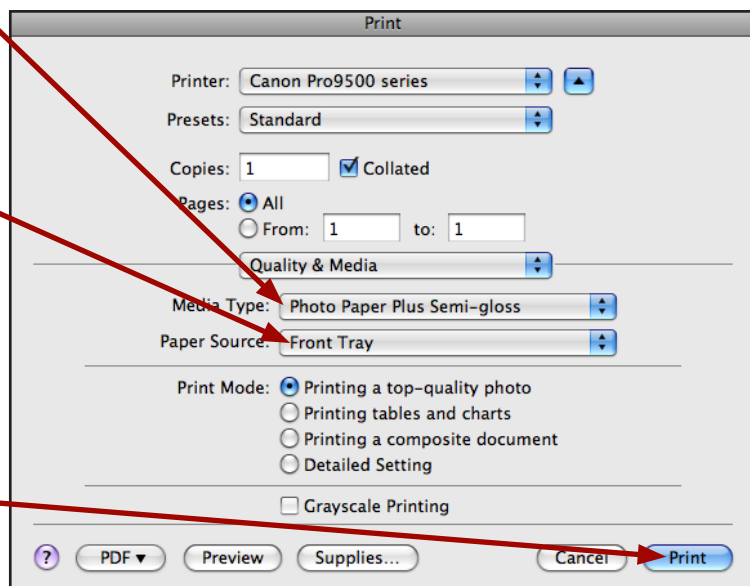 Print
Printer: Canon Pro9500 series
Presets: Standard
Copies: 1 Collated
Pages: All
From: 1 to: 1
Quality & Media
Media Type: Photo Paper Plus Semi-gloss
Paper Source: Front Tray
Print Mode: Printing a top-quality photo
Printing tables and charts
Printing a composite document
Detailed Setting
Grayscale Printing
? PDF ▼ Preview Supplies... Cancel Print